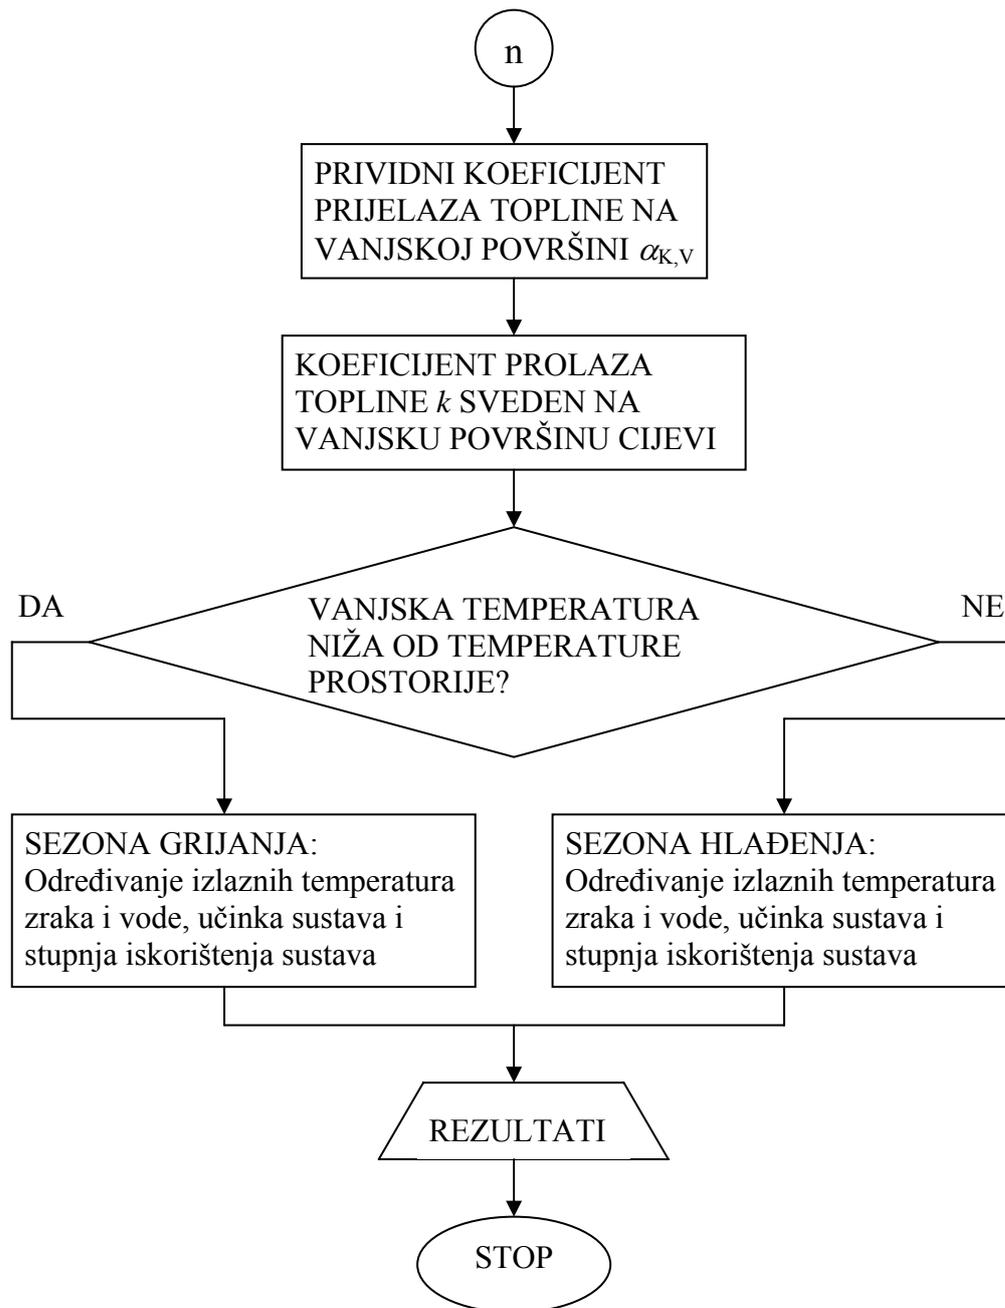 n
PRIVIDNI KOEFICIJENT
PRIJELAZA TOPLINE NA
VANJSKOJ POVRŠINI αK,V
KOEFICIJENT PROLAZA
TOPLINE k SVEDEN NA
VANJSKU POVRŠINU CIJEVI
DA
VANJSKA TEMPERATURA
NIŽA OD TEMPERATURE
PROSTORIJE?
NE
SEZONA GRIJANJA:
Određivanje izlaznih temperatura
zraka i vode, učinka sustava i
stupnja iskorištenja sustava
SEZONA HLAĐENJA:
Određivanje izlaznih temperatura
zraka i vode, učinka sustava i
stupnja iskorištenja sustava
REZULTATI
STOP